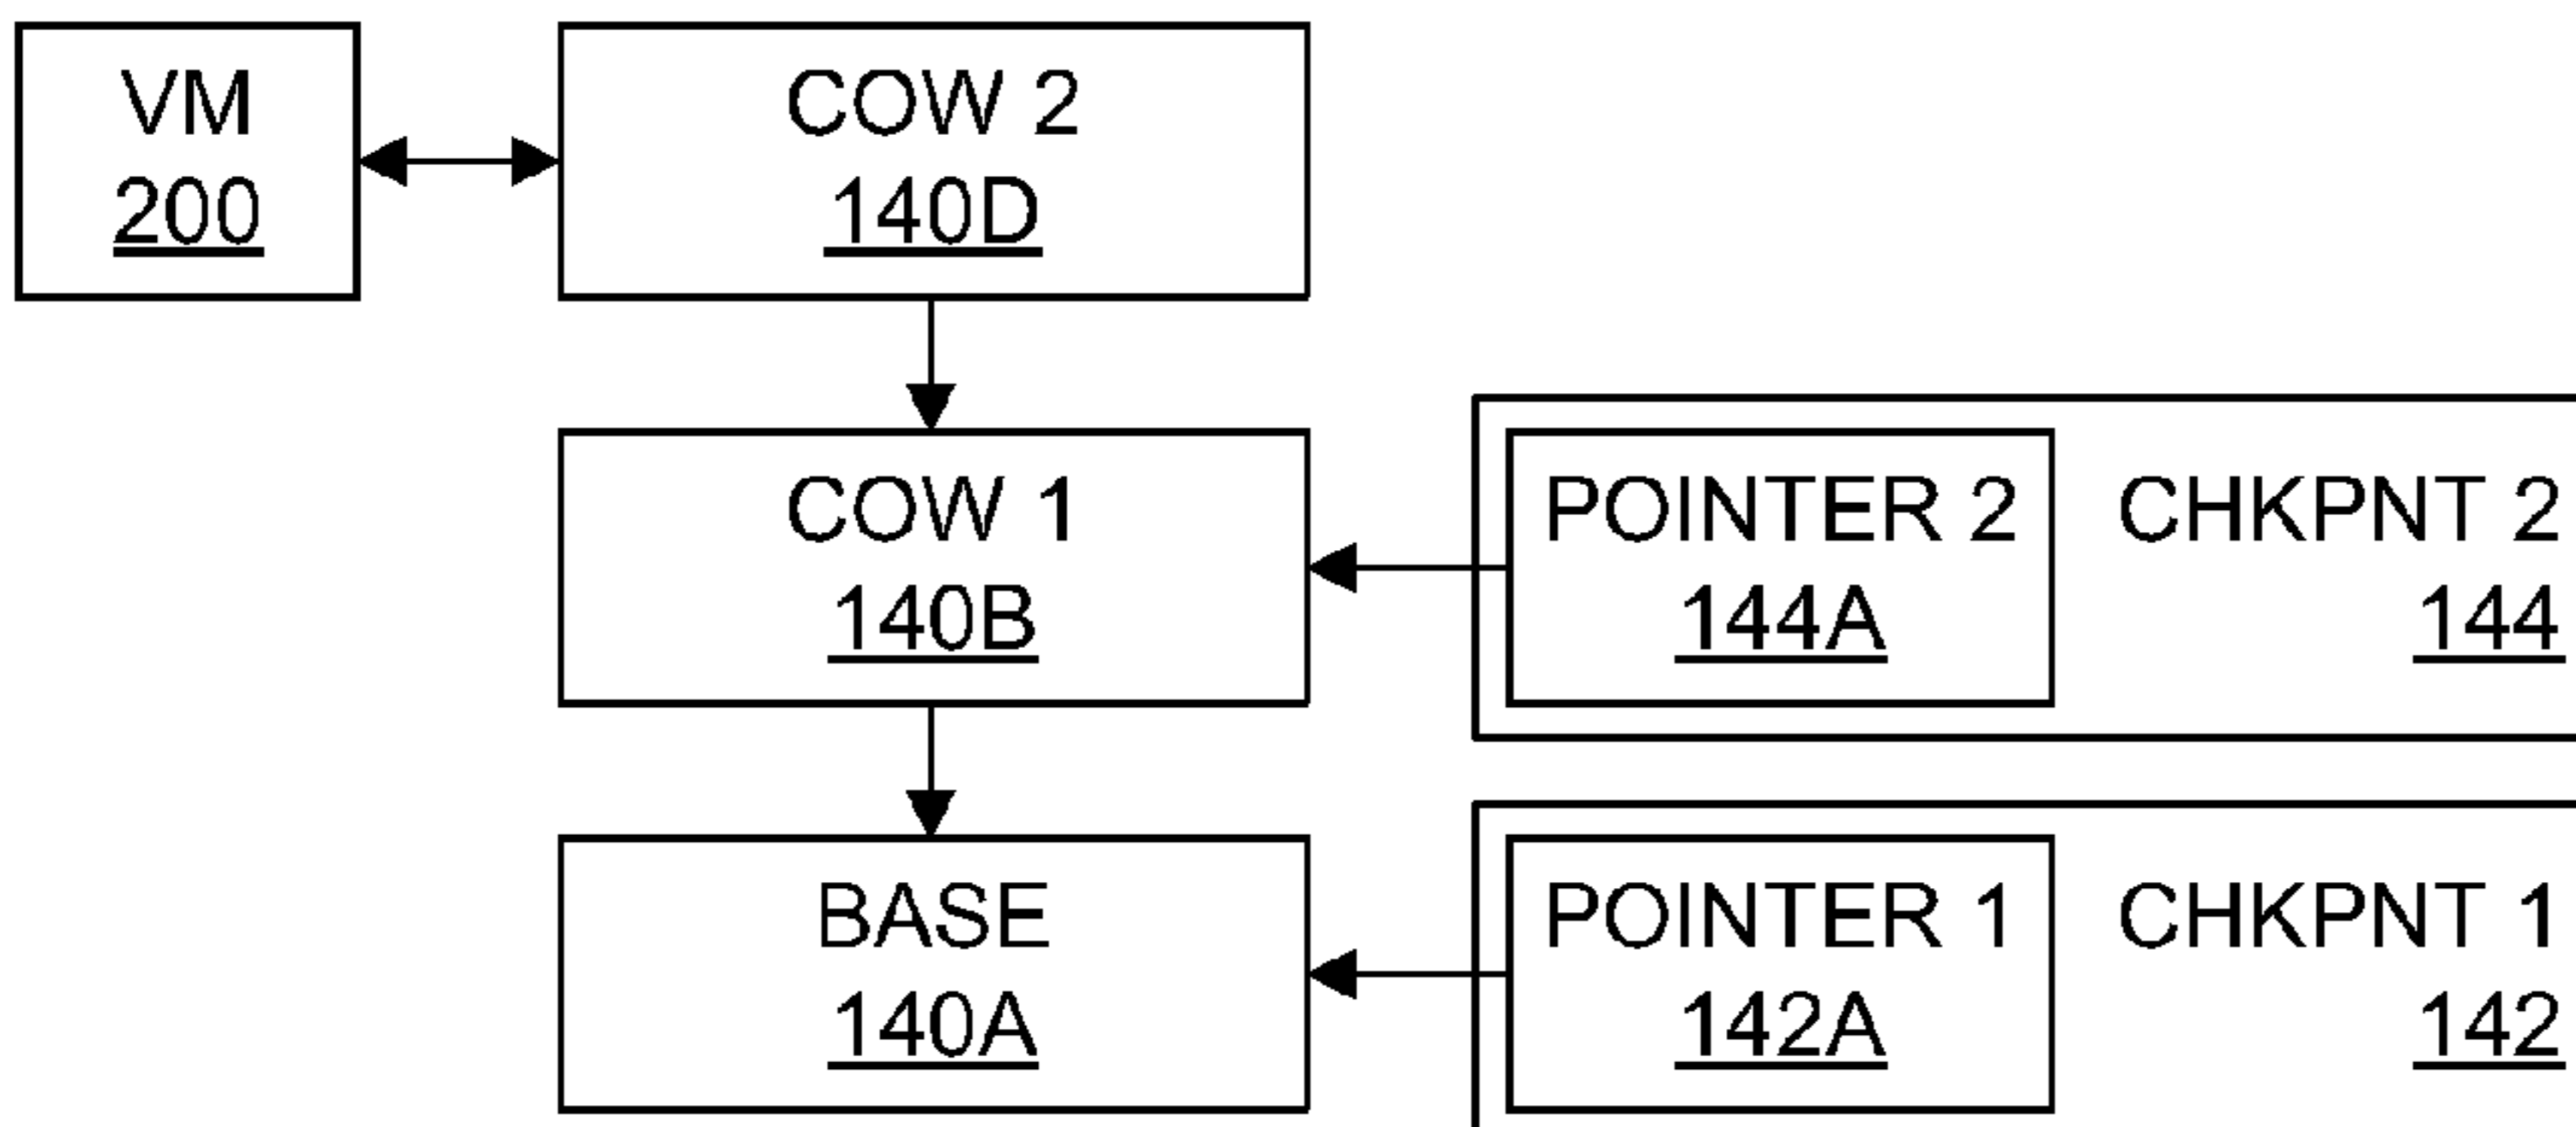 VM
200
COW 2
140D
COW 1
140B
POINTER 2
144A
CHKPNT 2
144
BASE
140A
POINTER 1
142A
CHKPNT 1
142